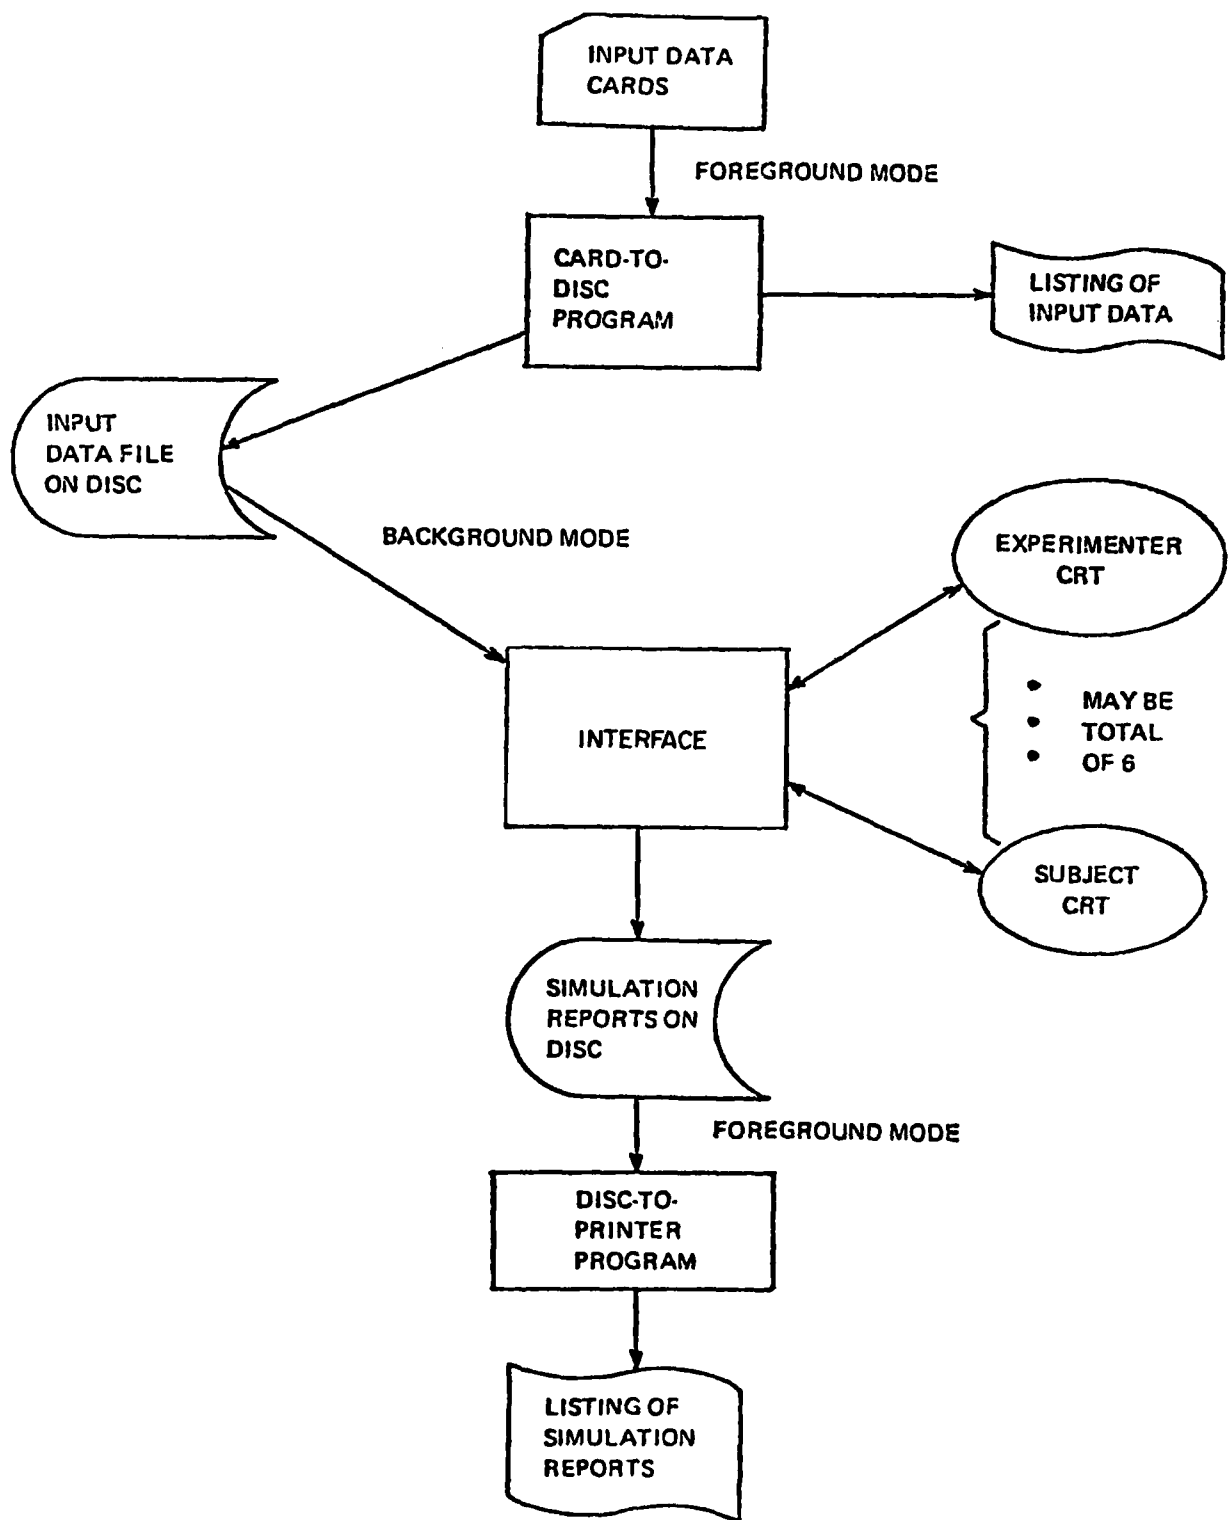 INPUT DATA
CARDS
FOREGROUND MODE
CARD-TO-
DISC
PROGRAM
LISTING OF
INPUT DATA
INPUT
DATA FILE
ON DISC
BACKGROUND MODE
EXPERIMENTER
CRT
INTERFACE
• MAY BE
• TOTAL
• OF 6
SUBJECT
CRT
SIMULATION
REPORTS ON
DISC
FOREGROUND MODE
DISC-TO-
PRINTER
PROGRAM
LISTING OF
SIMULATION
REPORTS